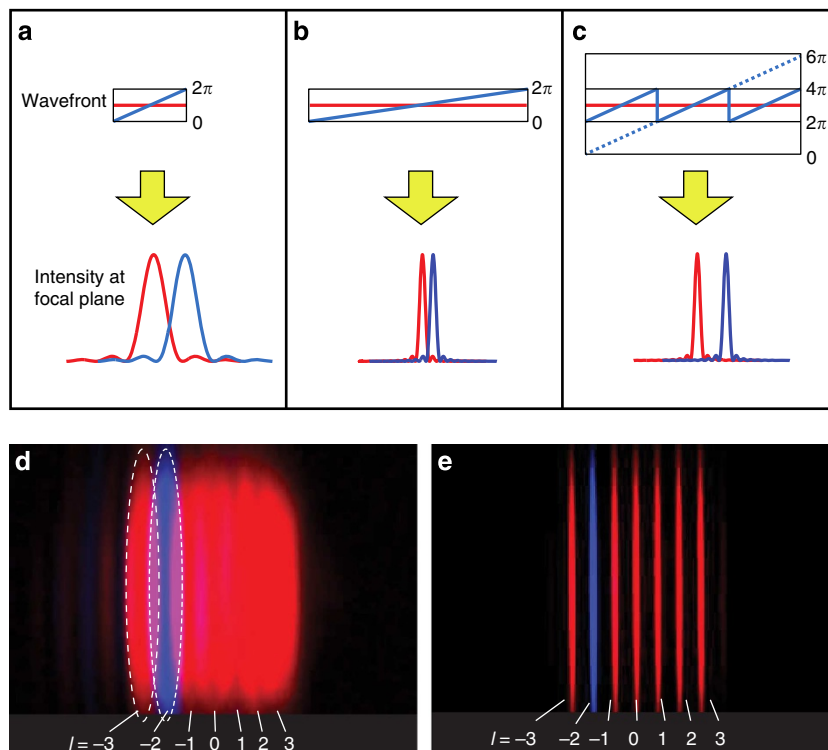 a
Wavefront
2π
0
Intensity at
focal plane
b
2π
0
c
6π
4π
2π
0
d
l = –3 –2 –1 0 1 2 3
e
l = –3 –2 –1 0 1 2 3